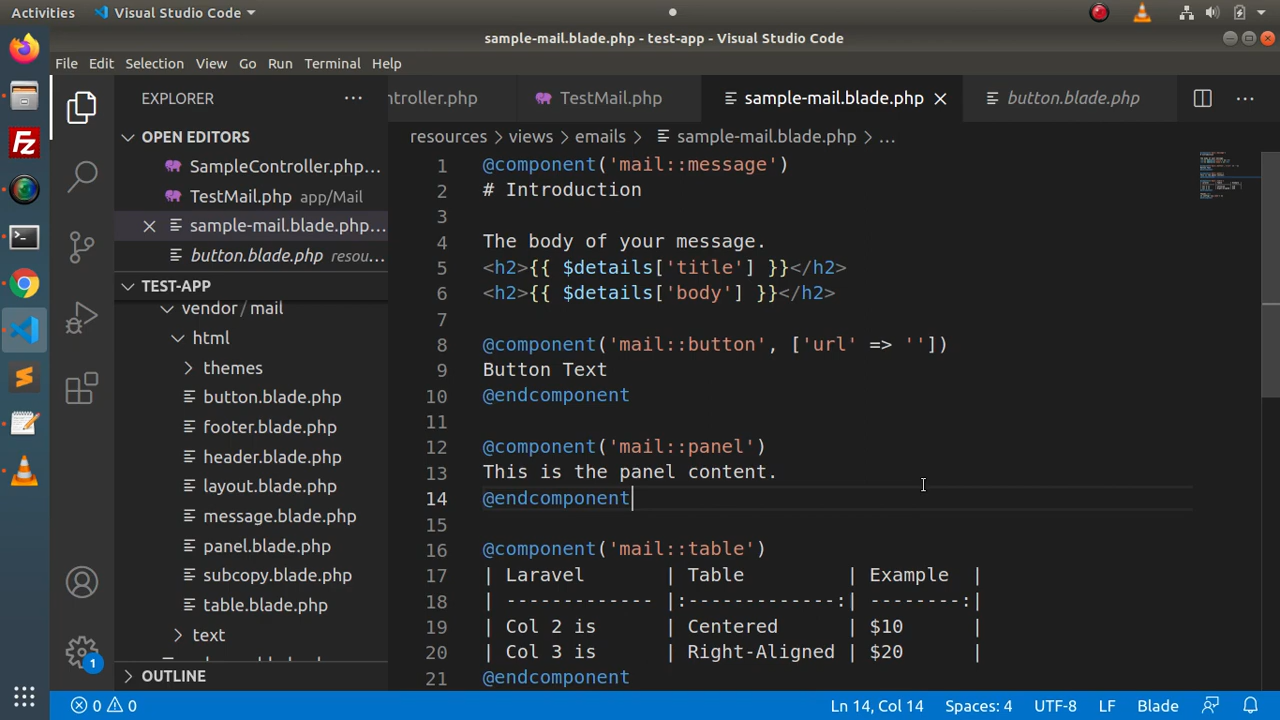 Activities
Visual Studio Code
sample-mail.blade.php - test-app - Visual Studio Code
File Edit Selection View Go Run Terminal Help
EXPLORER
OPEN EDITORS
SampleController.php...
TestMail.php app/Mail
sample-mail.blade.php...
button.blade.php resou...
TEST-APP
vendor/mail
html
themes
button.blade.php
footer.blade.php
header.blade.php
layout.blade.php
message.blade.php
panel.blade.php
subcopy.blade.php
table.blade.php
text
OUTLINE
ntroller.php TestMail.php sample-mail.blade.php button.blade.php
resources > views > emails > sample-mail.blade.php > ...
1 @component('mail::message')
2 # Introduction
3
4 The body of your message.
5 <h2>{{ $details['title'] }}</h2>
6 <h2>{{ $details['body'] }}</h2>
7
8 @component('mail::button', ['url' => ''])
9 Button Text
10 @endcomponent
11
12 @component('mail::panel')
13 This is the panel content.
14 @endcomponent
15
16 @component('mail::table')
17 | Laravel | Table | Example |
18 | ------------- |:-------------:| --------:|
19 | Col 2 is | Centered | $10 |
20 | Col 3 is | Right-Aligned | $20 |
21 @endcomponent
1
0 0 Ln 14, Col 14 Spaces: 4 UTF-8 LF Blade